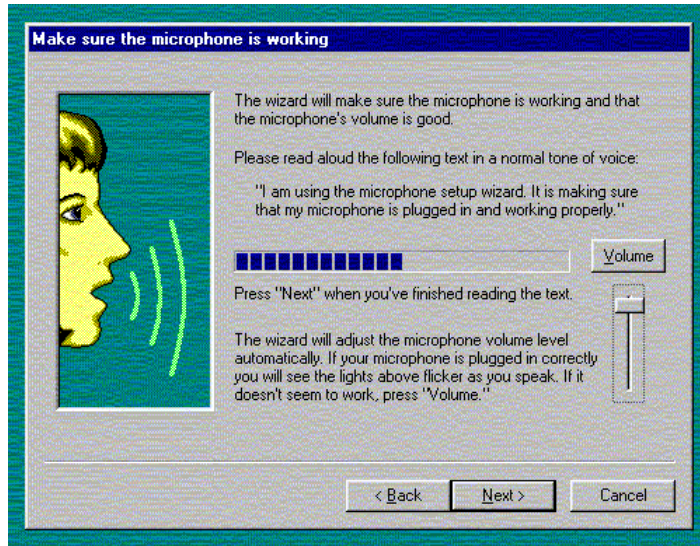 Make sure the microphone is working
The wizard will make sure the microphone is working and that
the microphone's volume is good.
Please read aloud the following text in a normal tone of voice:
"I am using the microphone setup wizard. It is making sure
that my microphone is plugged in and working properly."
Volume
Press "Next" when you've finished reading the text.
The wizard will adjust the microphone volume level
automatically. If your microphone is plugged in correctly
you will see the lights above flicker as you speak. If it
doesn't seem to work, press "Volume."
< Back
Next >
Cancel